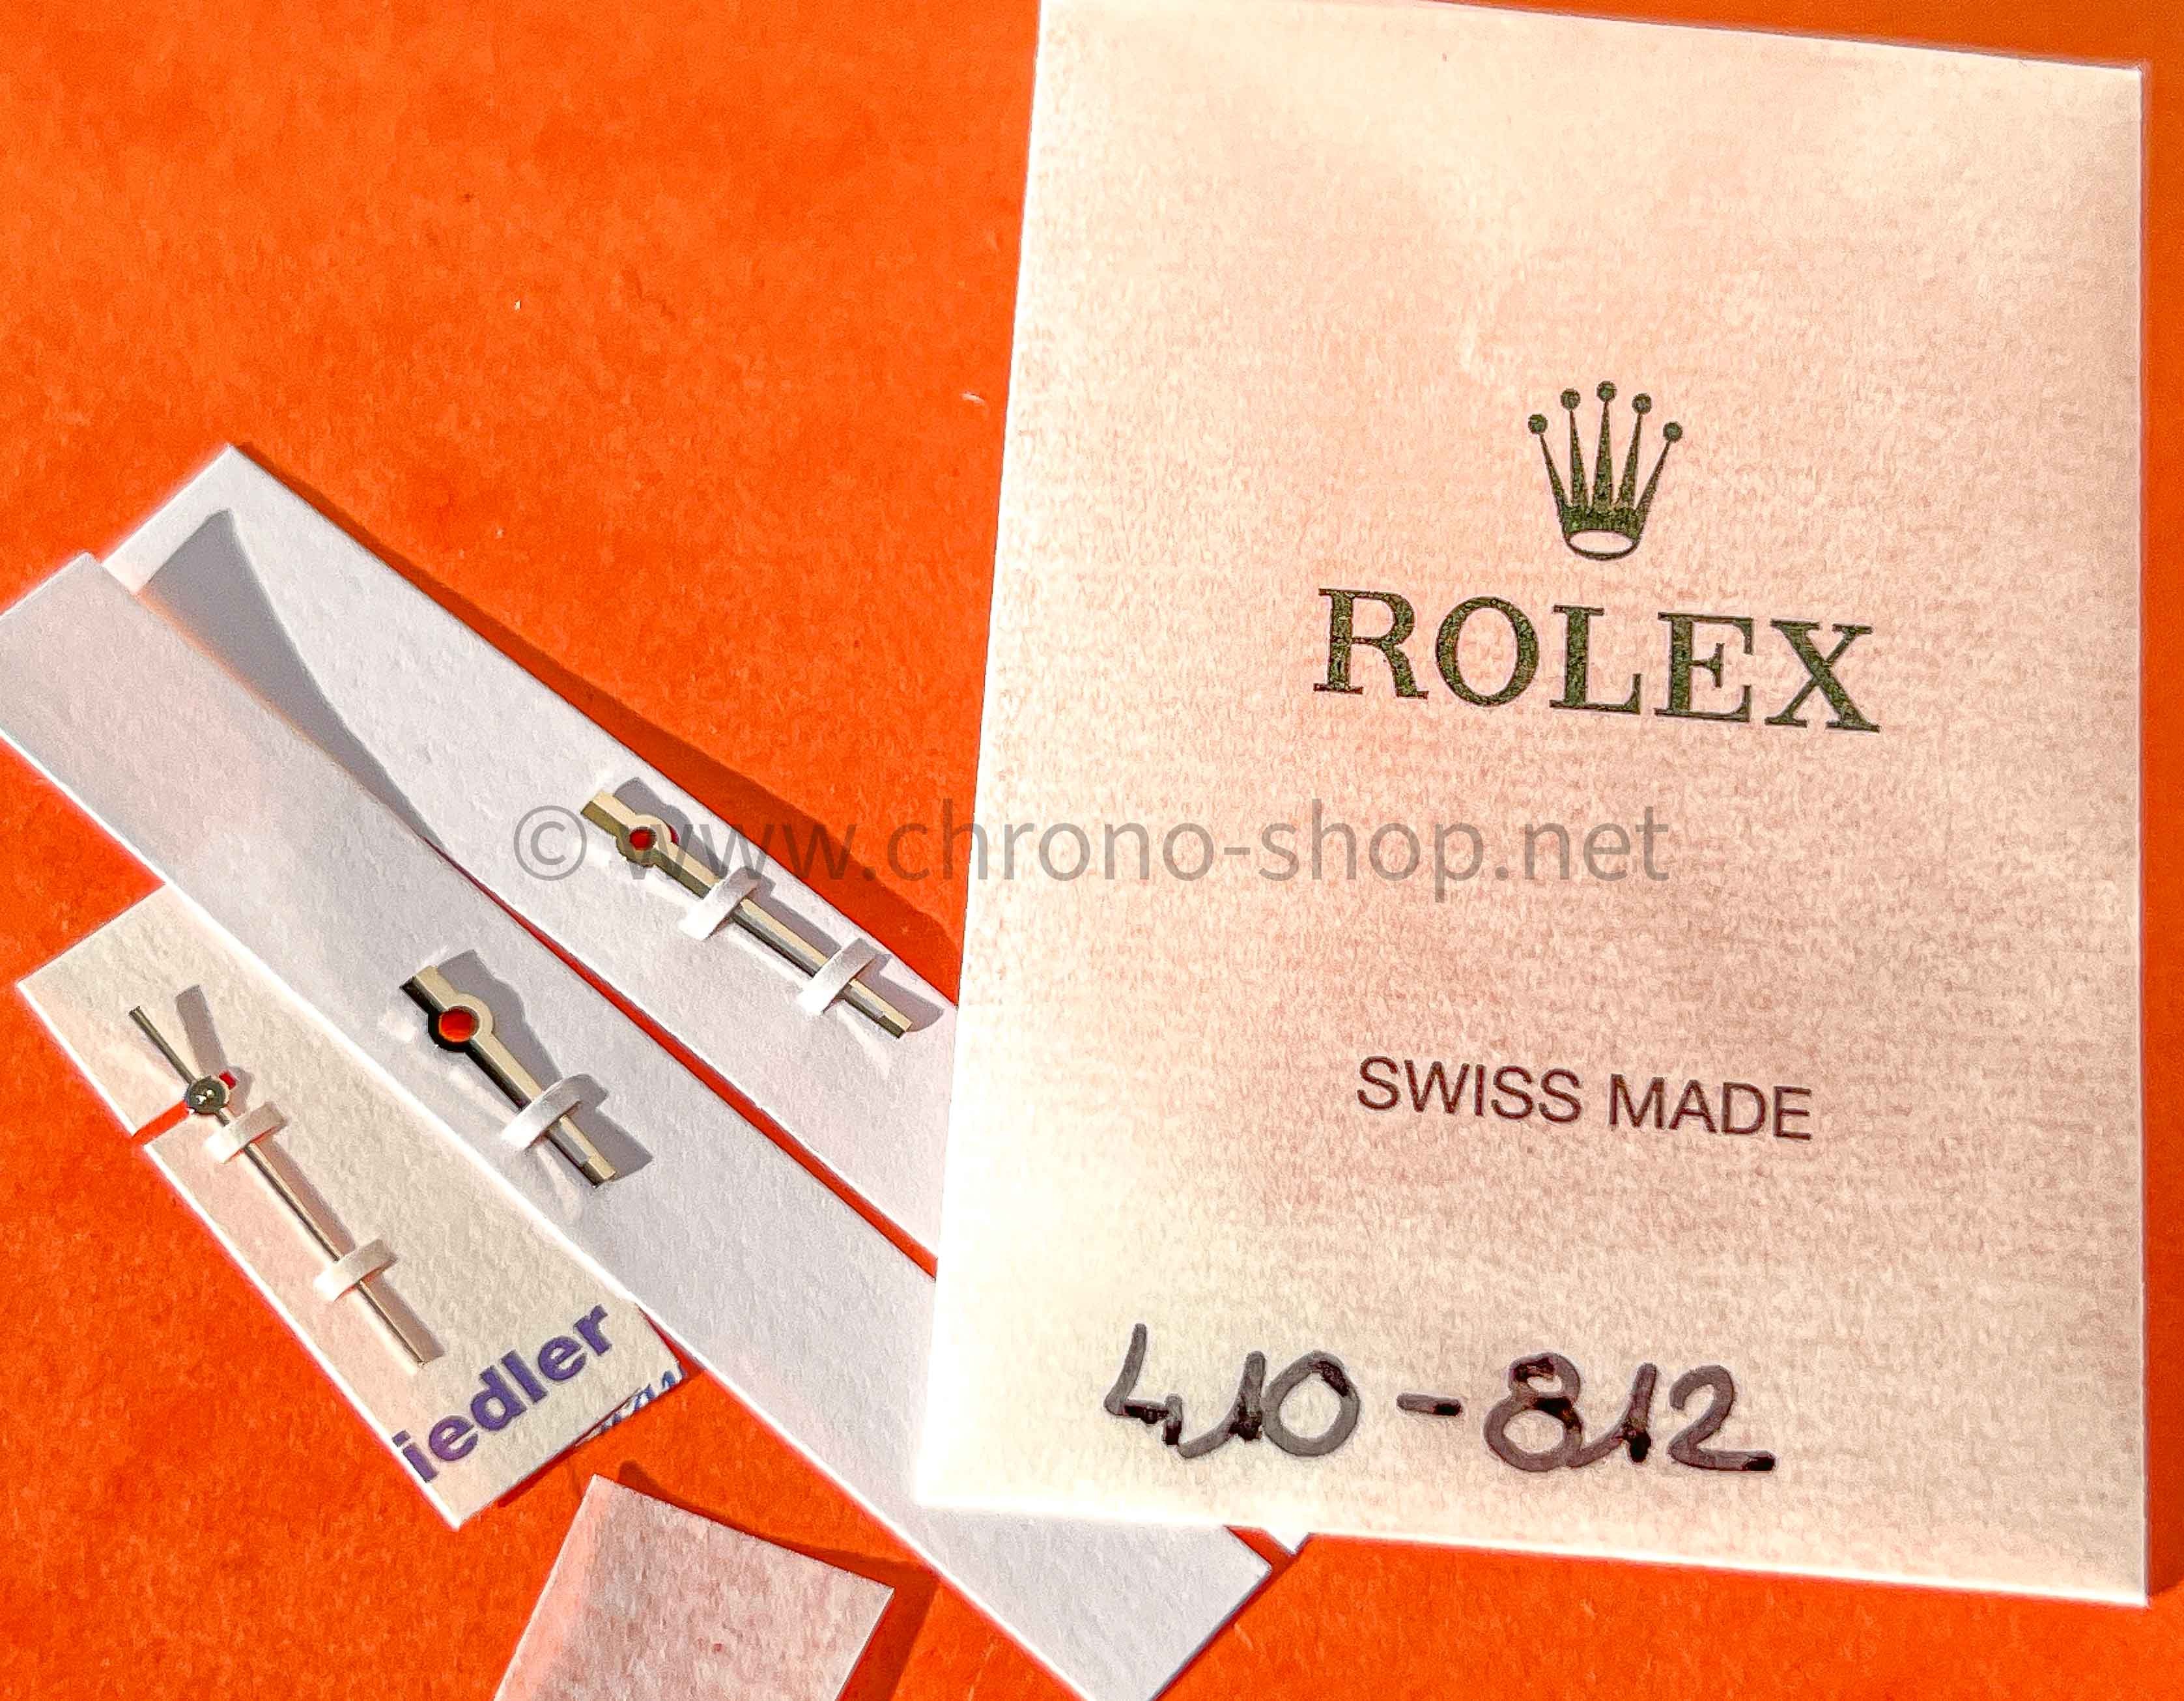 ROLEX
© www.chrono-shop.net
SWISS MADE
410-812
iedler